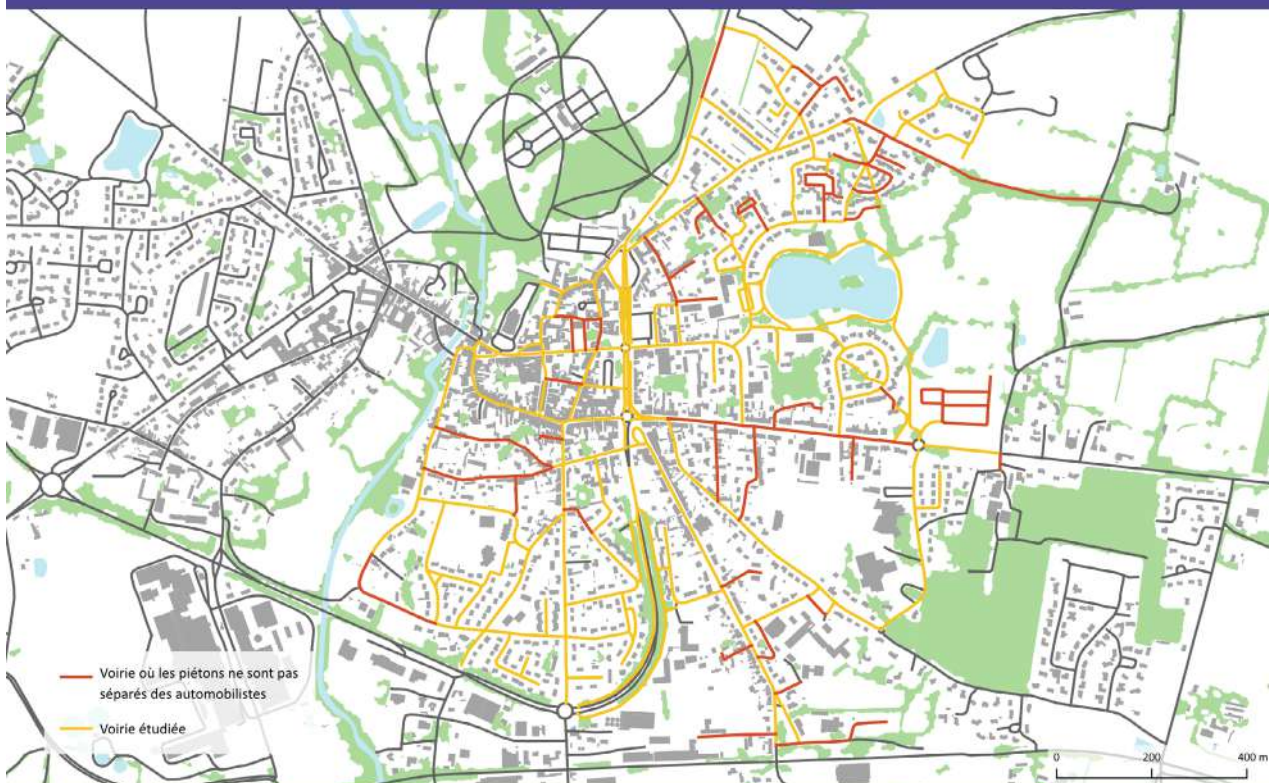 Voirie où les piétons ne sont pas
séparés des automobilistes
Voirie étudiée
0 200 400 m